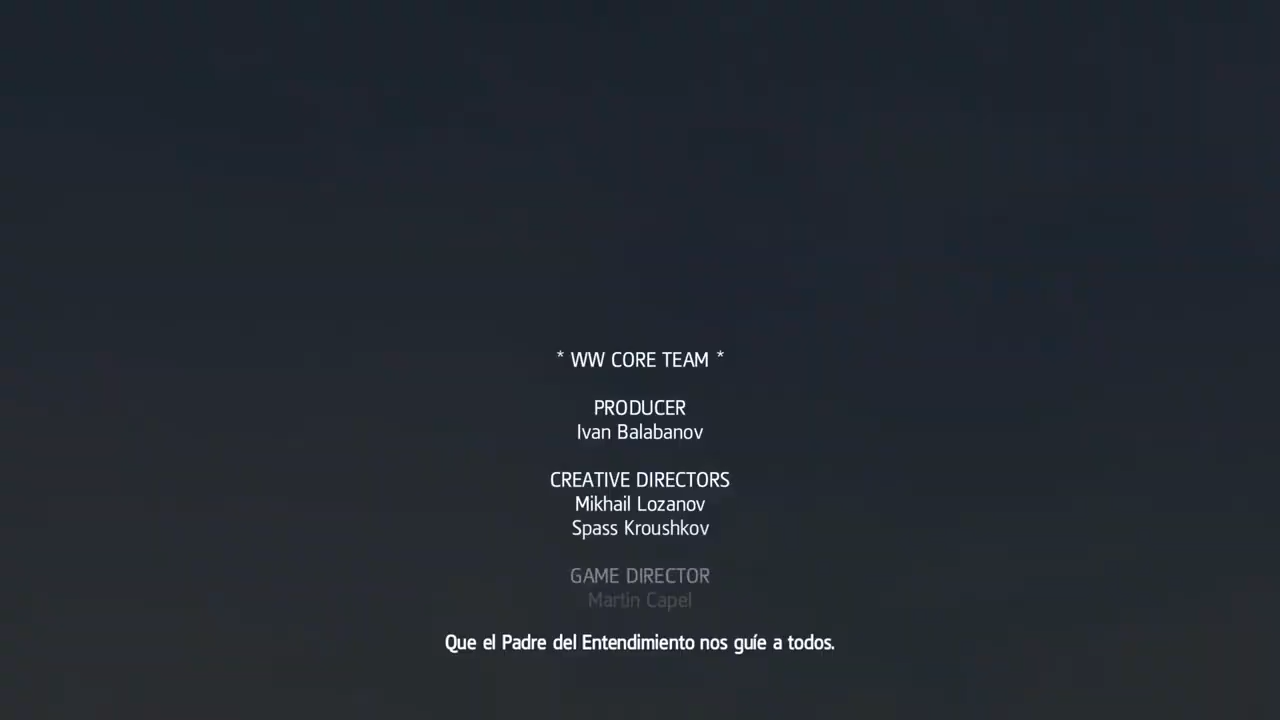 * WW CORE TEAM *
PRODUCER
Ivan Balabanov
CREATIVE DIRECTORS
Mikhail Lozanov
Spass Kroushkov
GAME DIRECTOR
Martin Capel
Que el Padre del Entendimiento nos guíe a todos.